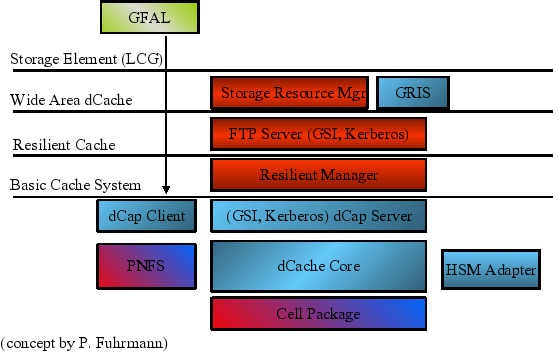 GFAL
Storage Element (LCG)
Wide Area dCache
Storage Resource Mgr
GRIS
FTP Server (GSI, Kerberos)
Resilient Cache
Resilient Manager
Basic Cache System
dCap Client
(GSI, Kerberos) dCap Server
PNFS
dCache Core
HSM Adapter
Cell Package
(concept by P. Fuhrmann)